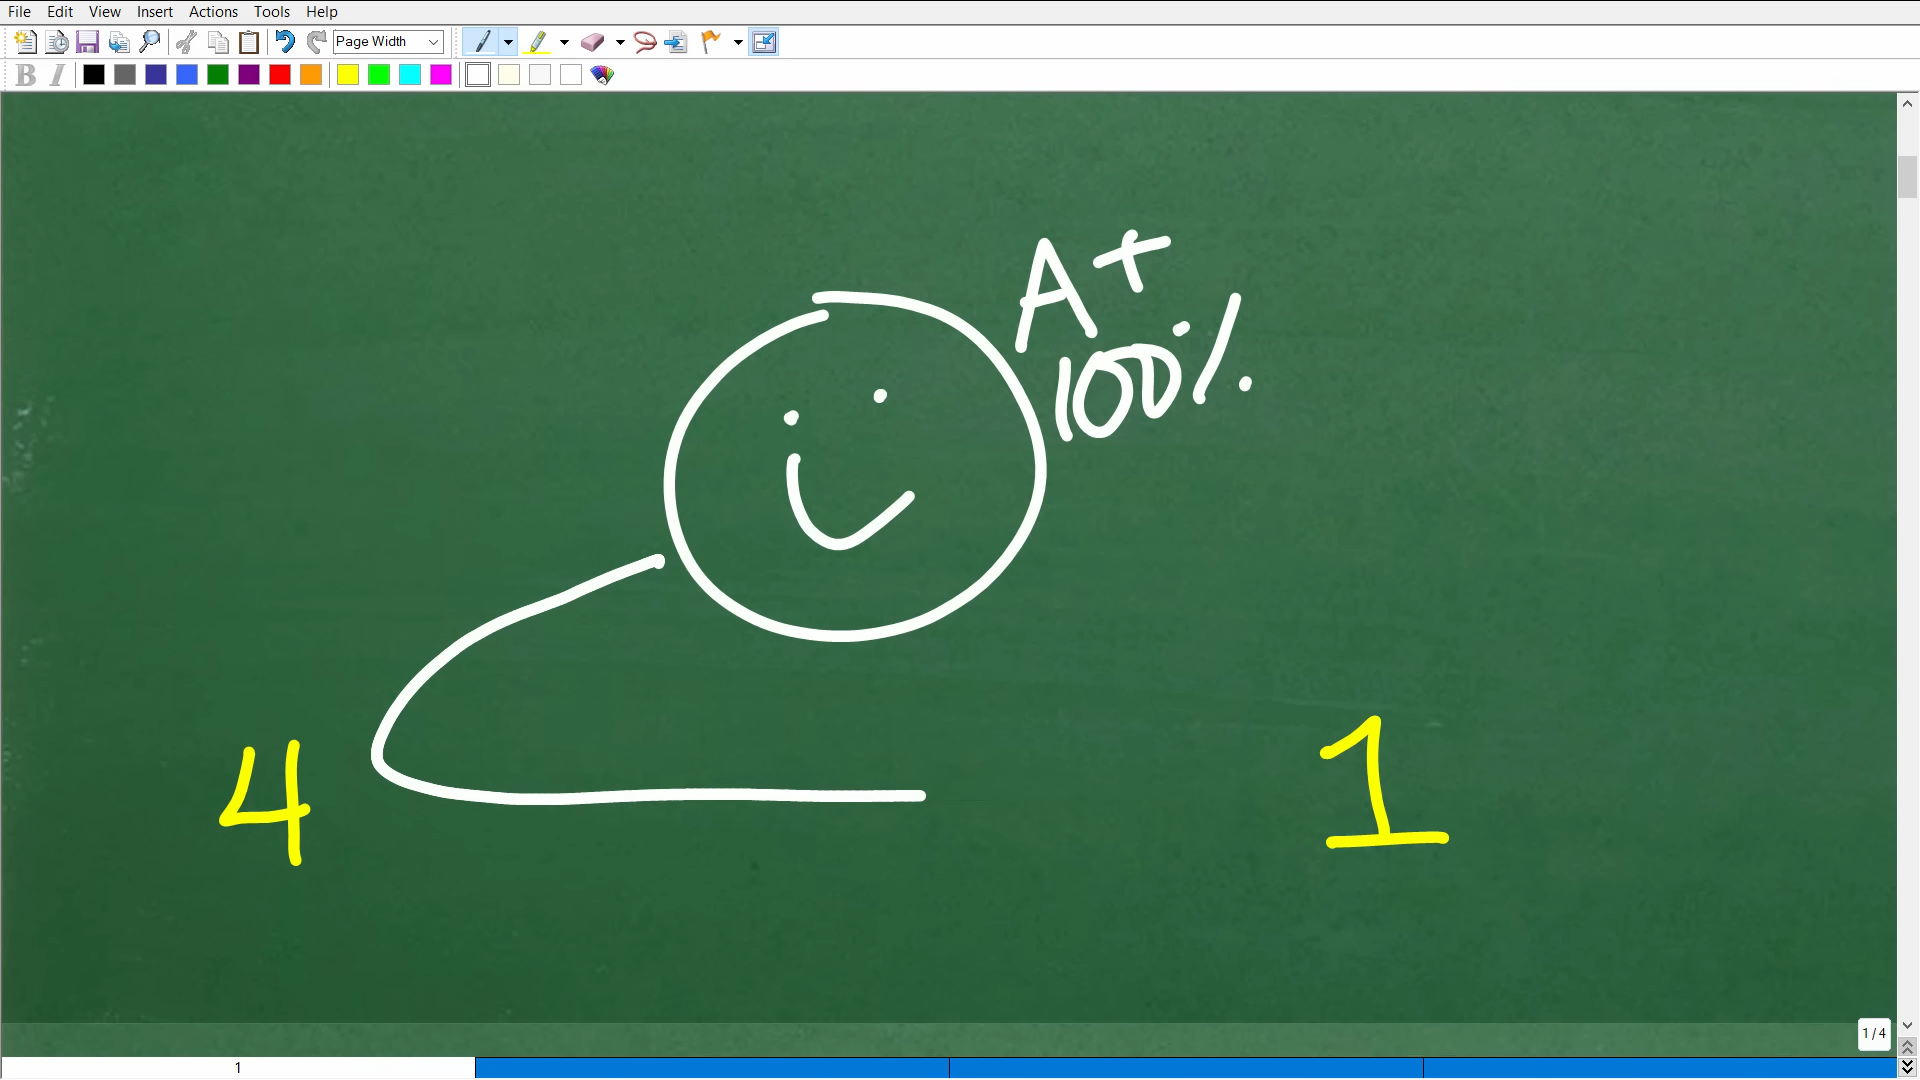 File Edit View Insert Actions Tools Help
Page Width
B I
A+
100%
4
1
1 / 4
1